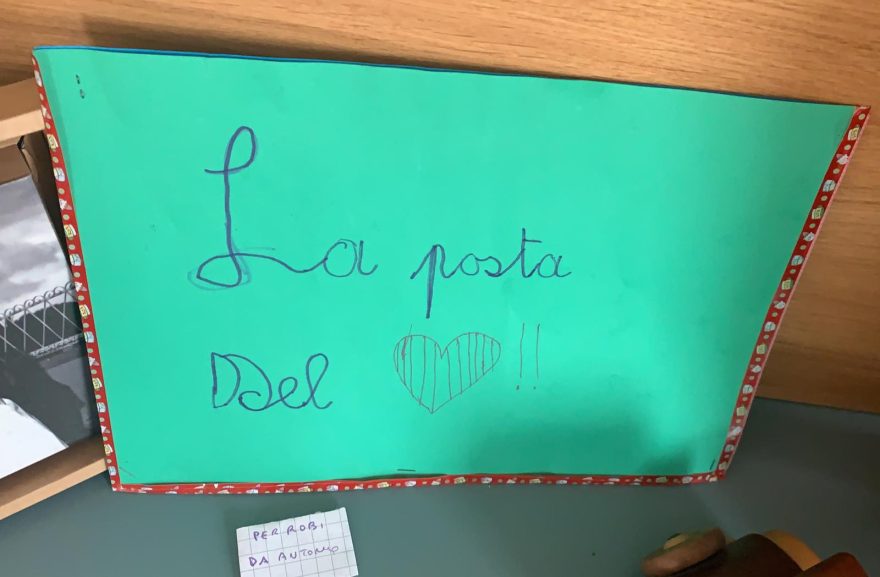 La posta
Del ♥!!
PER ROBI
DA ANTONIO